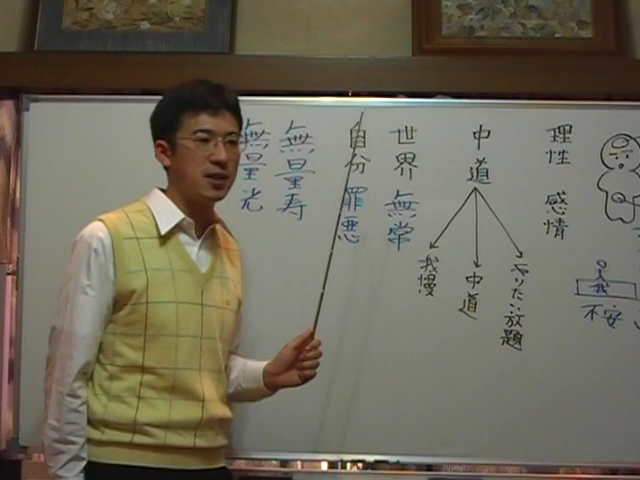 不安
理性 感情
中道
やりたい放題
中道
我慢
世界 無常
自分 罪悪
無量寿
無量光